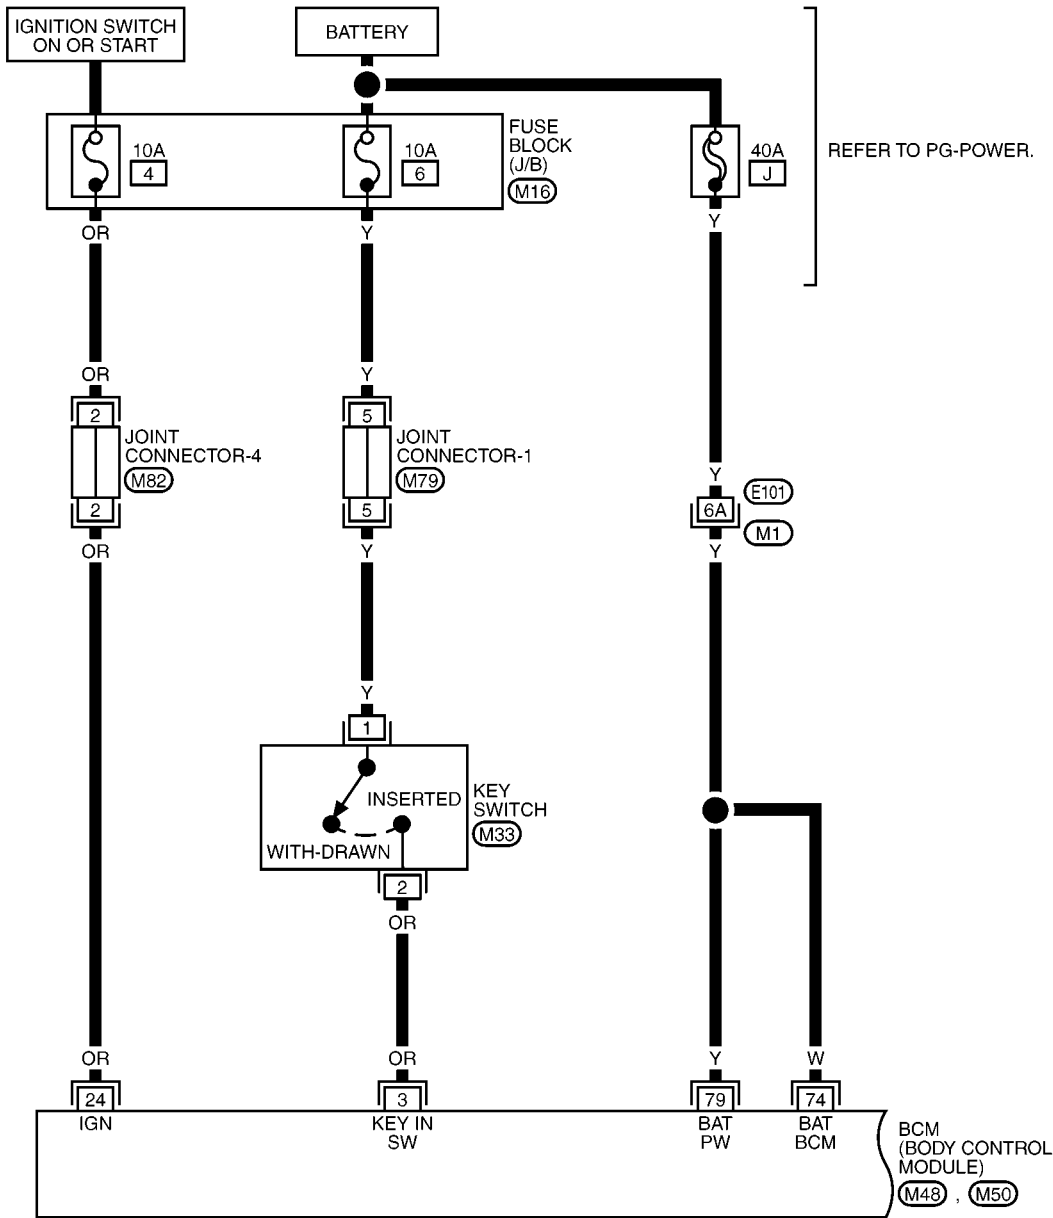 IGNITION SWITCH
ON OR START
BATTERY
10A
4
10A
6
FUSE
BLOCK
(J/B)
M16
40A
J
REFER TO PG-POWER.
OR
Y
Y
OR
Y
2
JOINT
CONNECTOR-4
M82
2
OR
5
JOINT
CONNECTOR-1
M79
5
Y
Y
6A
E101
M1
Y
Y
1
INSERTED
WITH-DRAWN
KEY
SWITCH
M33
2
OR
OR
OR
Y
W
24
3
79
74
IGN
KEY IN
SW
BAT
PW
BAT
BCM
BCM
(BODY CONTROL
MODULE)
M48 , M50